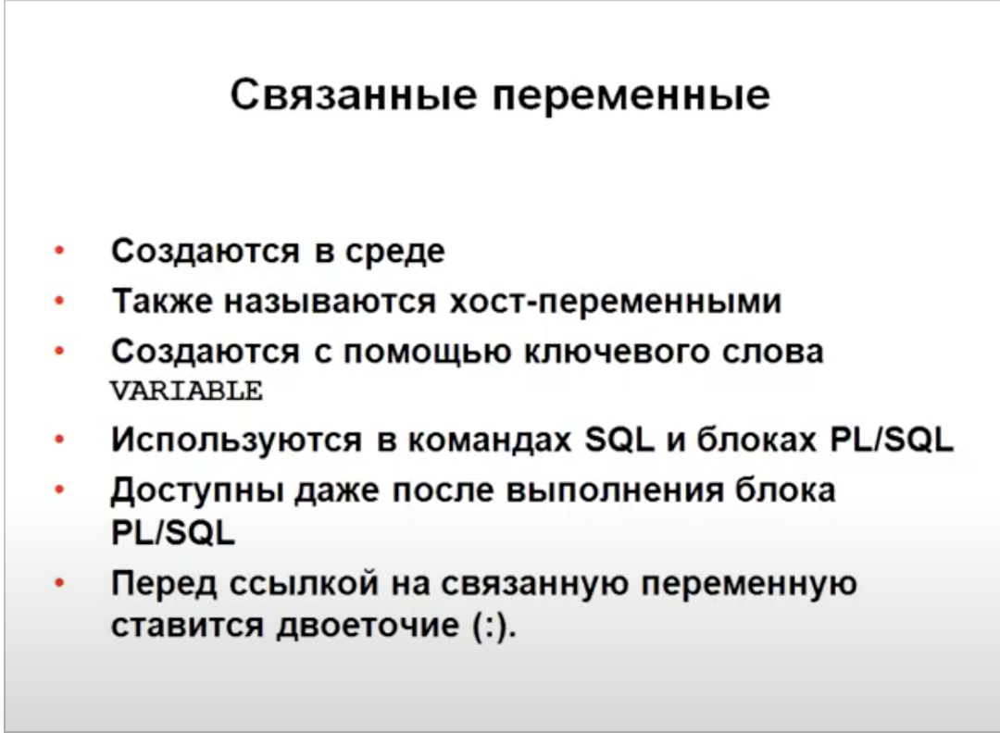 Связанные переменные
• Создаются в среде
• Также называются хост-переменными
• Создаются с помощью ключевого слова
VARIABLE
• Используются в командах SQL и блоках PL/SQL
• Доступны даже после выполнения блока
PL/SQL
• Перед ссылкой на связанную переменную
ставится двоеточие (:).